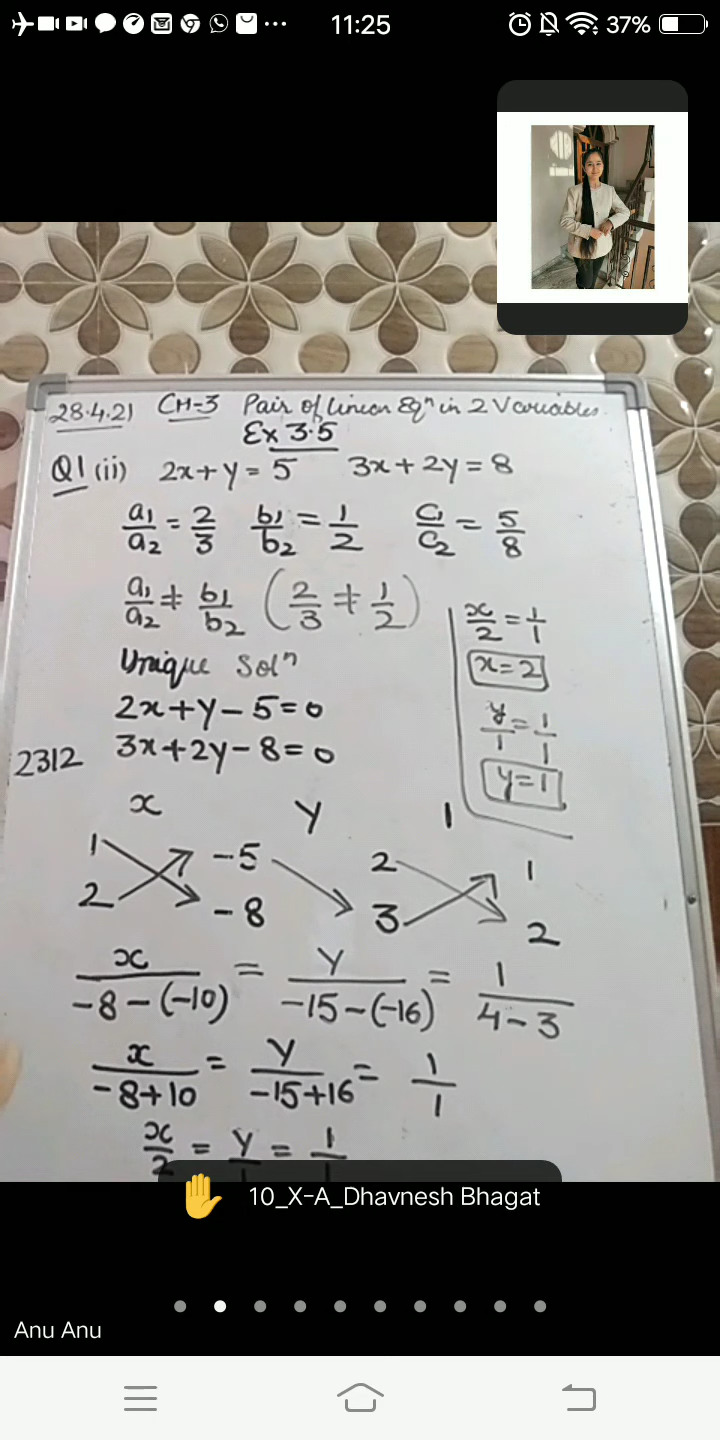 11:25 37%
28.4.21 CH-3 Pair of linear Eqⁿ in 2 Variables.
Ex 3.5
Q1 (ii) 2x+y=5 3x+2y=8
a₁/a₂ = 2/3 b₁/b₂ = 1/2 C₁/C₂ = 5/8
a₁/a₂ ≠ b₁/b₂ (2/3 ≠ 1/2)
Unique Solⁿ
2x+y-5=0
2312 3x+2y-8=0
x/2 = 1/1
x=2
y/1 = 1/1
y=1
x y 1
1 -5 2 1
2 -8 3 2
x/(-8-(-10)) = y/(-15-(-16)) = 1/(4-3)
x/(-8+10) = y/(-15+16) = 1/1
x/2 = y/1 = 1/1
✋ 10_X-A_Dhavnesh Bhagat
Anu Anu